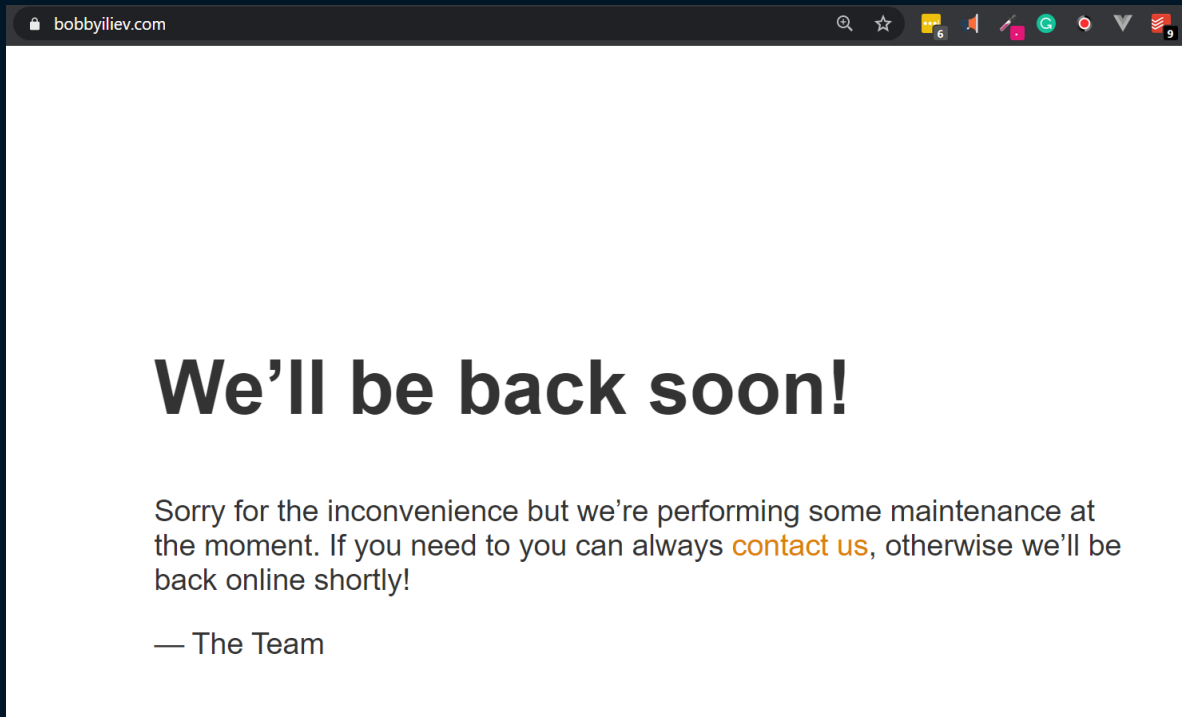 bobbyiliev.com
6
G
9
We’ll be back soon!
Sorry for the inconvenience but we’re performing some maintenance at
the moment. If you need to you can always contact us, otherwise we’ll be
back online shortly!
— The Team